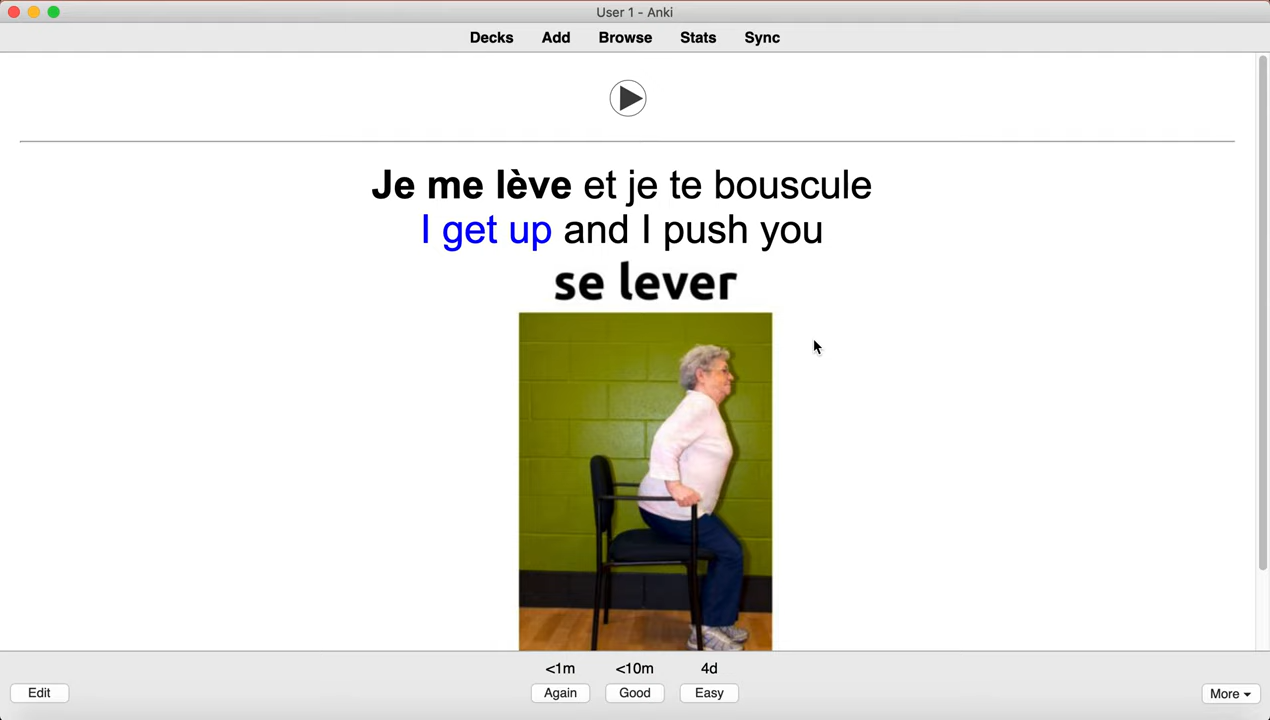 User 1 - Anki
Decks Add Browse Stats Sync
Je me lève et je te bouscule
I get up and I push you
se lever
<1m <10m 4d
Edit Again Good Easy More